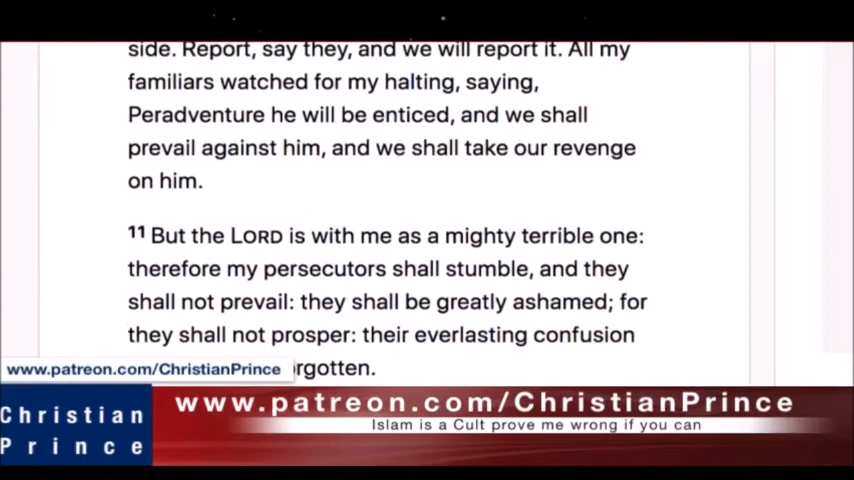 side. Report, say they, and we will report it. All my
familiars watched for my halting, saying,
Peradventure he will be enticed, and we shall
prevail against him, and we shall take our revenge
on him.
11 But the LORD is with me as a mighty terrible one:
therefore my persecutors shall stumble, and they
shall not prevail: they shall be greatly ashamed; for
they shall not prosper: their everlasting confusion
rgotten.
www.patreon.com/ChristianPrince
Christian
Prince
www.patreon.com/ChristianPrince
Islam is a Cult prove me wrong if you can